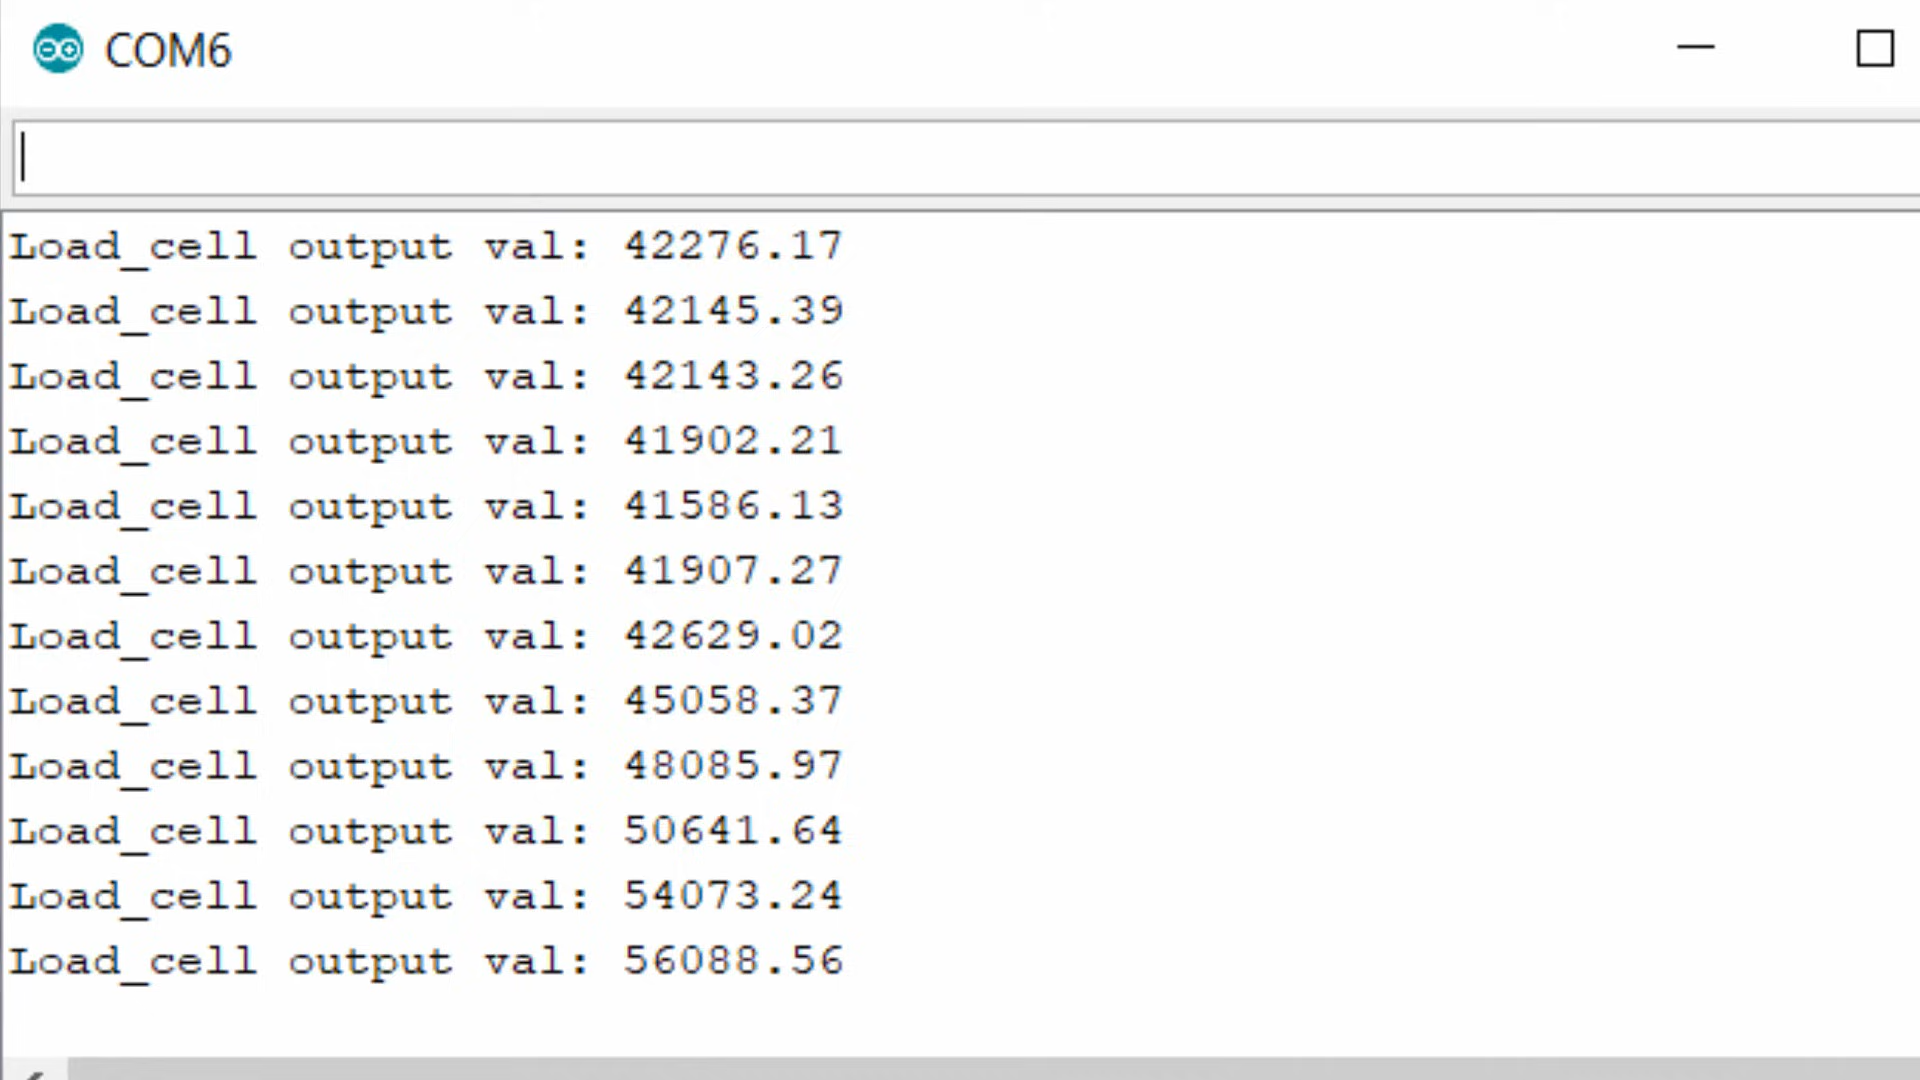 COM6
Load_cell output val: 42276.17
Load_cell output val: 42145.39
Load_cell output val: 42143.26
Load_cell output val: 41902.21
Load_cell output val: 41586.13
Load_cell output val: 41907.27
Load_cell output val: 42629.02
Load_cell output val: 45058.37
Load_cell output val: 48085.97
Load_cell output val: 50641.64
Load_cell output val: 54073.24
Load_cell output val: 56088.56